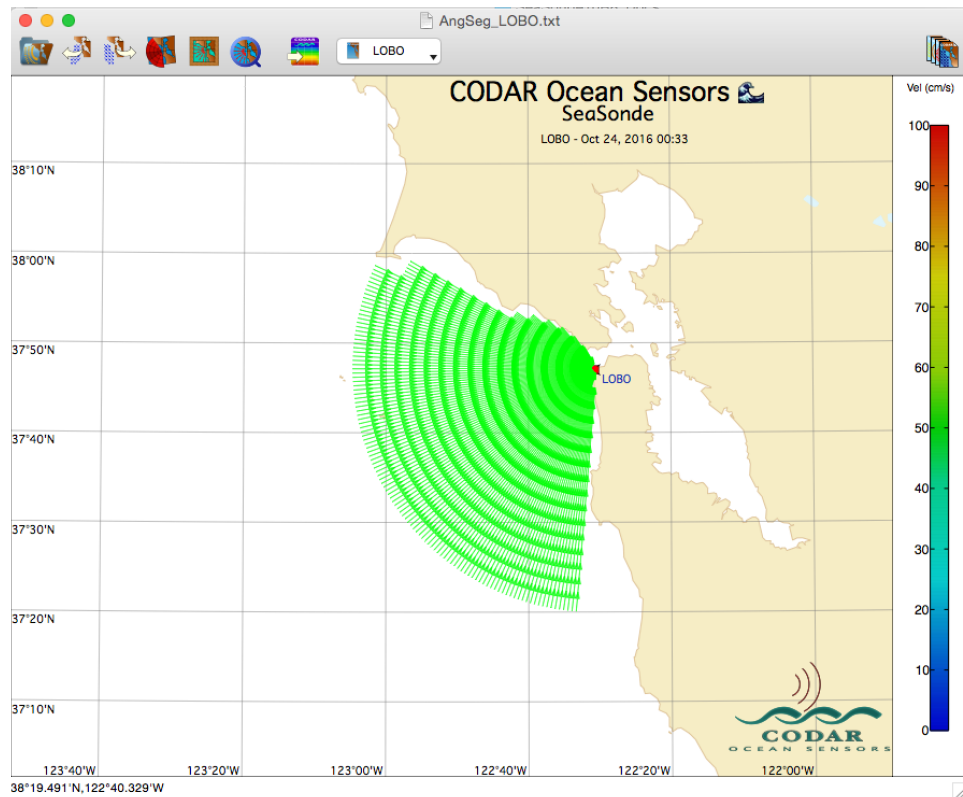 AngSeg_LOBO.txt
LOBO
CODAR Ocean Sensors
SeaSonde
LOBO - Oct 24, 2016 00:33
Vel (cm/s)
100
90
80
70
60
50
40
30
20
10
0
38°10'N
38°00'N
37°50'N
37°40'N
37°30'N
37°20'N
37°10'N
LOBO
123°40'W
123°20'W
123°00'W
122°40'W
122°20'W
122°00'W
CODAR
OCEAN SENSORS
38°19.491'N,122°40.329'W